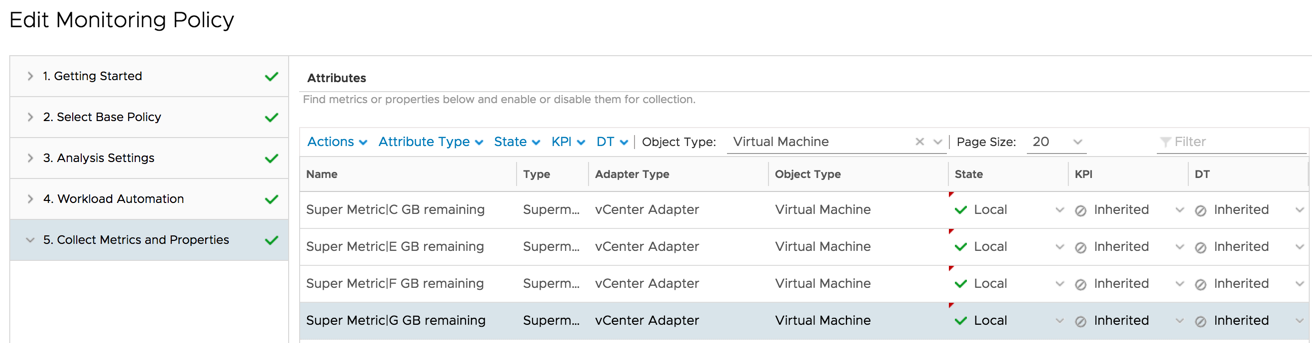 Edit Monitoring Policy
1. Getting Started
2. Select Base Policy
3. Analysis Settings
4. Workload Automation
5. Collect Metrics and Properties
Attributes
Find metrics or properties below and enable or disable them for collection.
Actions Attribute Type State KPI DT Object Type: Virtual Machine Page Size: 20 Filter
Name Type Adapter Type Object Type State KPI DT
Super Metric|C GB remaining Superm... vCenter Adapter Virtual Machine Local Inherited Inherited
Super Metric|E GB remaining Superm... vCenter Adapter Virtual Machine Local Inherited Inherited
Super Metric|F GB remaining Superm... vCenter Adapter Virtual Machine Local Inherited Inherited
Super Metric|G GB remaining Superm... vCenter Adapter Virtual Machine Local Inherited Inherited